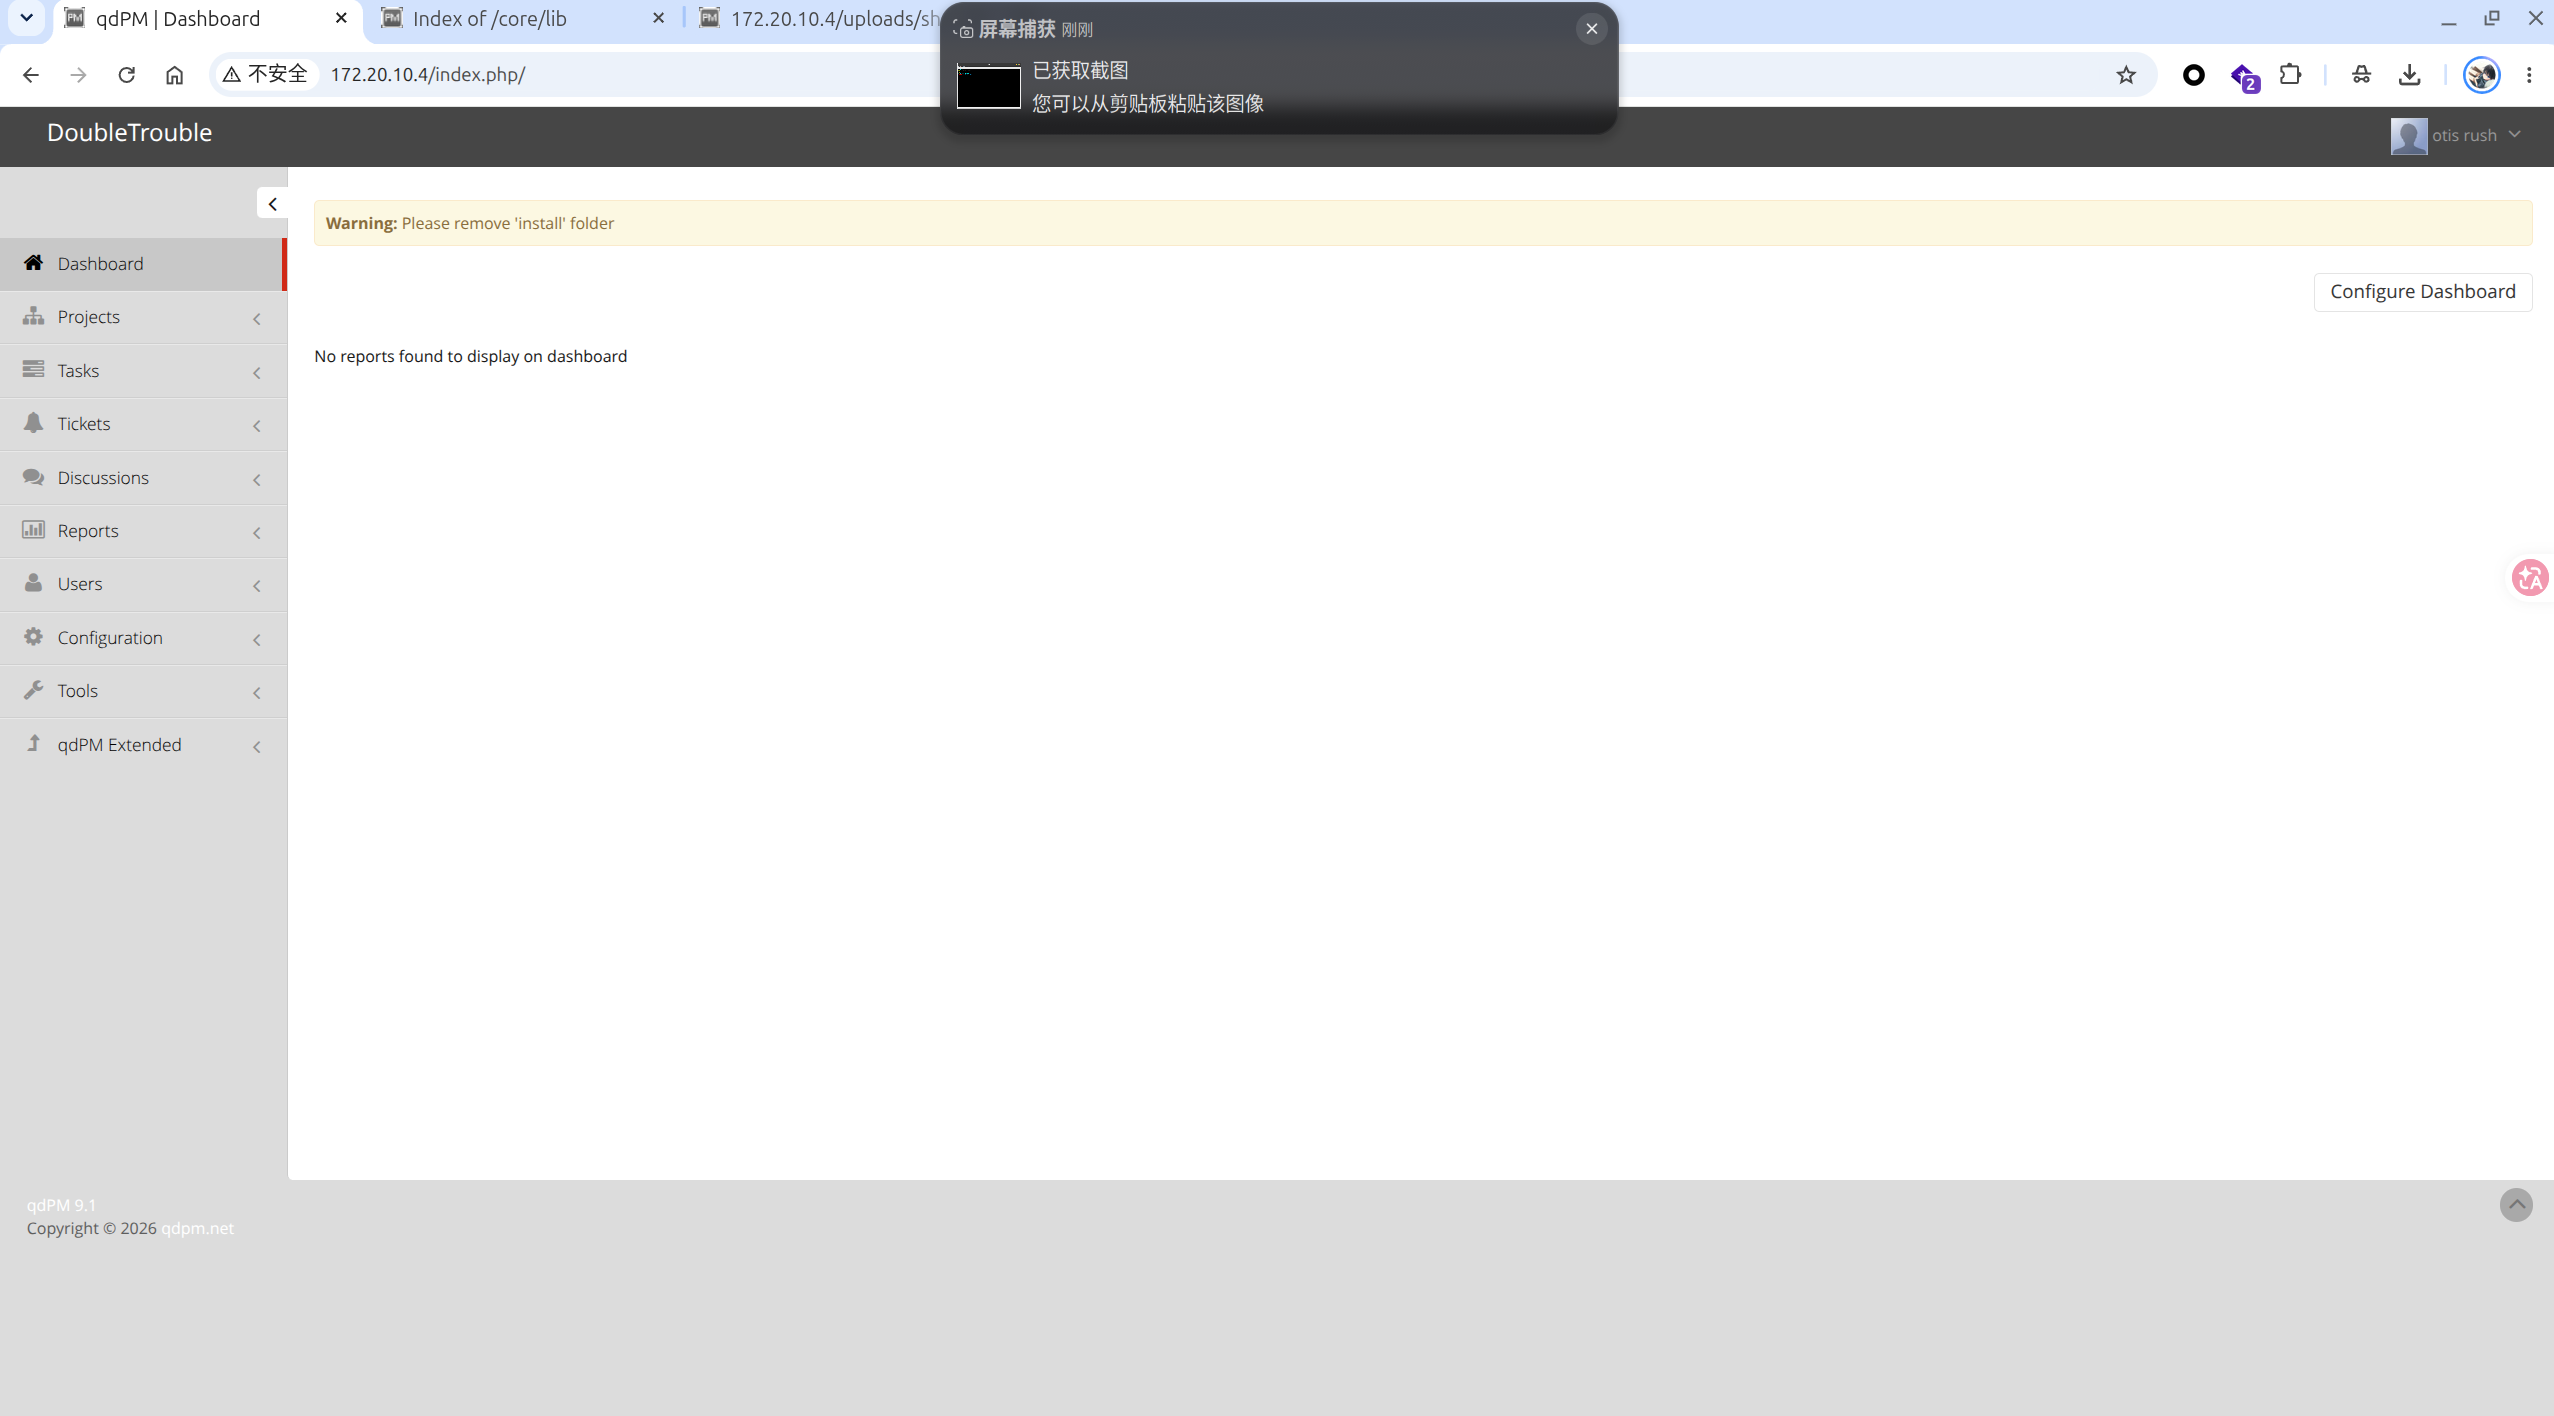 qdPM | Dashboard
Index of /core/lib
172.20.10.4/uploads/sh
屏幕捕获 刚刚
已获取截图
您可以从剪贴板粘贴该图像
不安全
172.20.10.4/index.php/
2
DoubleTrouble
otis rush
Warning: Please remove 'install' folder
Configure Dashboard
No reports found to display on dashboard
Dashboard
Projects
Tasks
Tickets
Discussions
Reports
Users
Configuration
Tools
qdPM Extended
qdPM 9.1
Copyright © 2026 qdpm.net